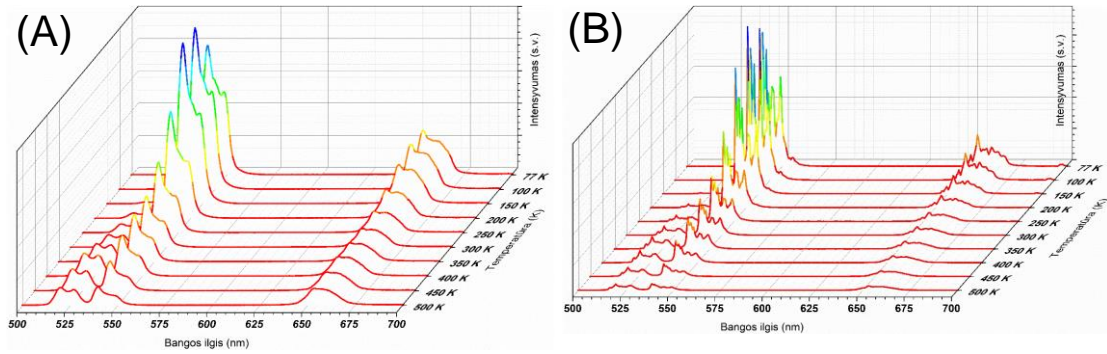 (A)
Intensyvumas (s.v.)
77 K
100 K
150 K
200 K
250 K
300 K
350 K
400 K
450 K
500 K
Temperatūra (K)
500 525 550 575 600 625 650 675 700
Bangos ilgis (nm)
(B)
Intensyvumas (s.v.)
77 K
100 K
150 K
200 K
250 K
300 K
350 K
400 K
450 K
500 K
Temperatūra (K)
500 525 550 575 600 625 650 675 700
Bangos ilgis (nm)